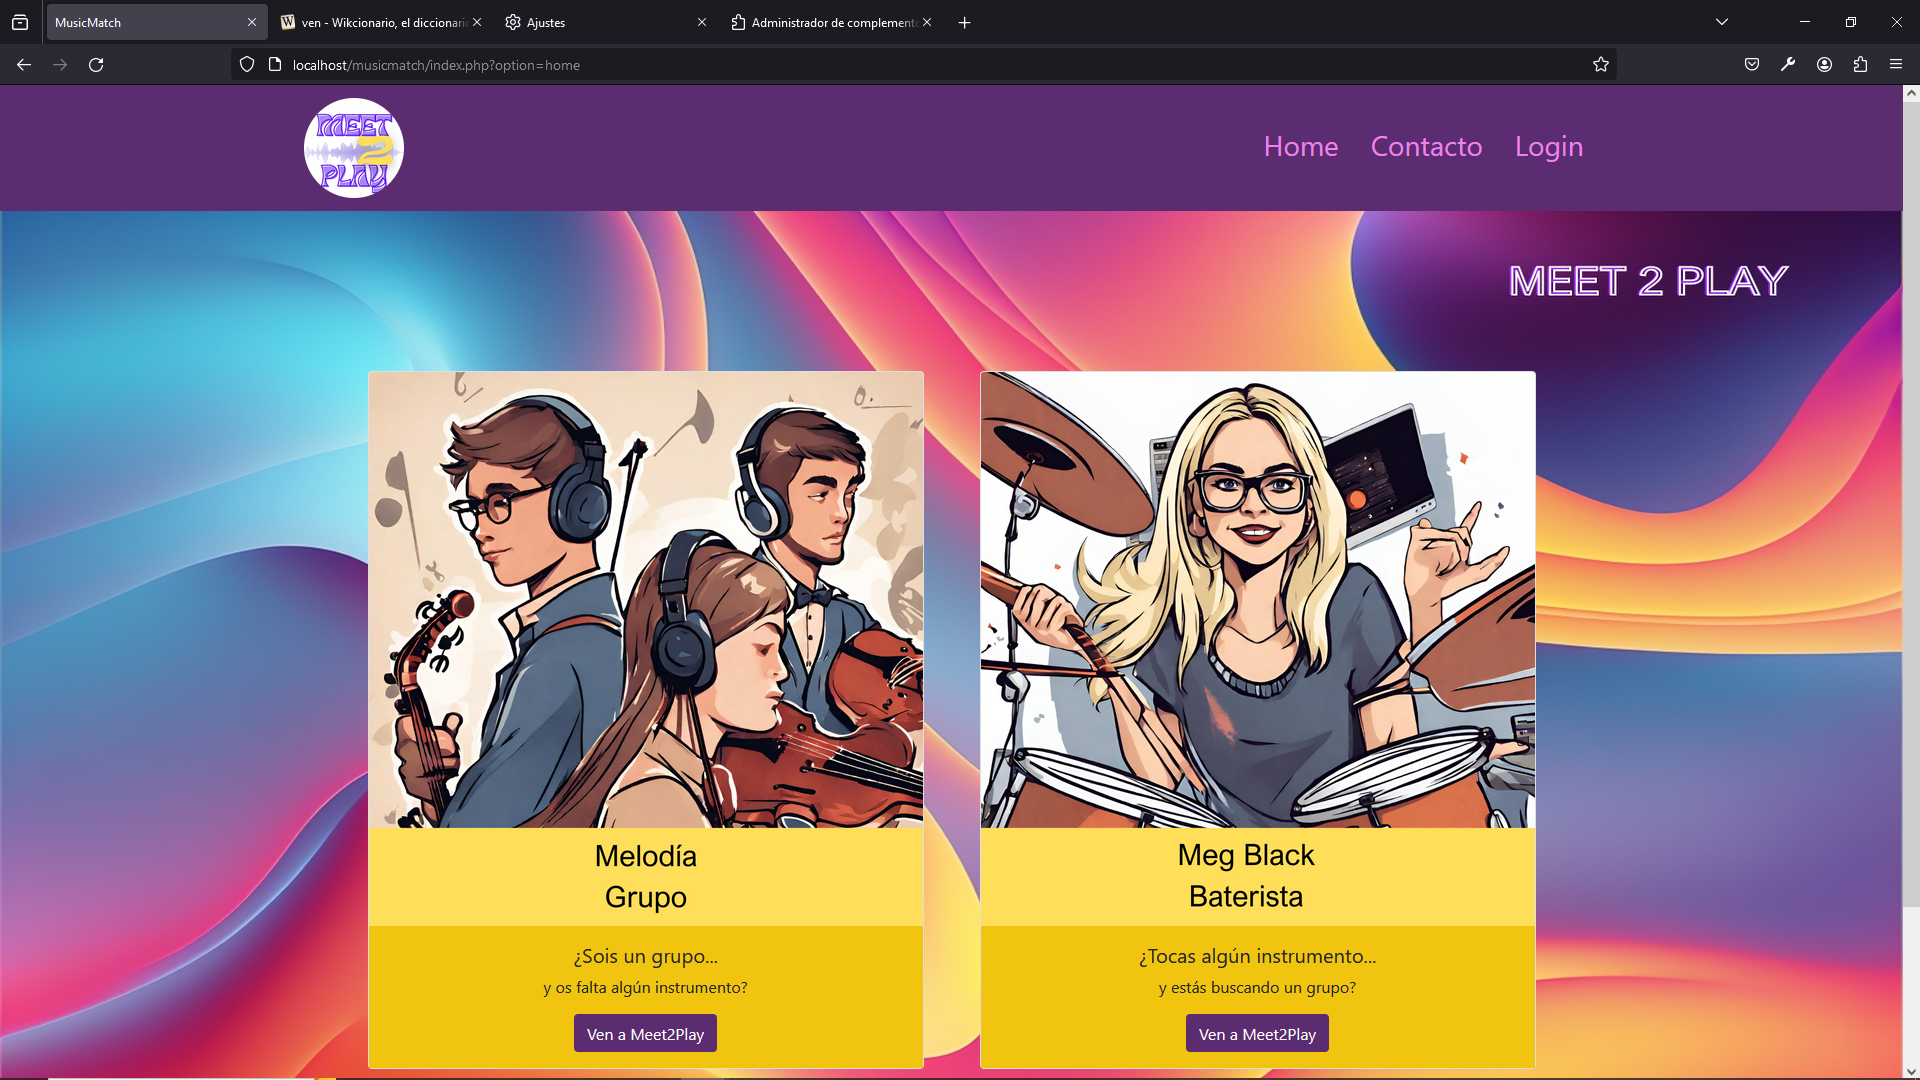 MusicMatch
ven - Wikcionario, el diccionari
Ajustes
Administrador de complement
localhost/musicmatch/index.php?option=home
MEET
2
PLAY
Home Contacto Login
MEET 2 PLAY
Melodía
Grupo
¿Sois un grupo...
y os falta algún instrumento?
Ven a Meet2Play
Meg Black
Baterista
¿Tocas algún instrumento...
y estás buscando un grupo?
Ven a Meet2Play